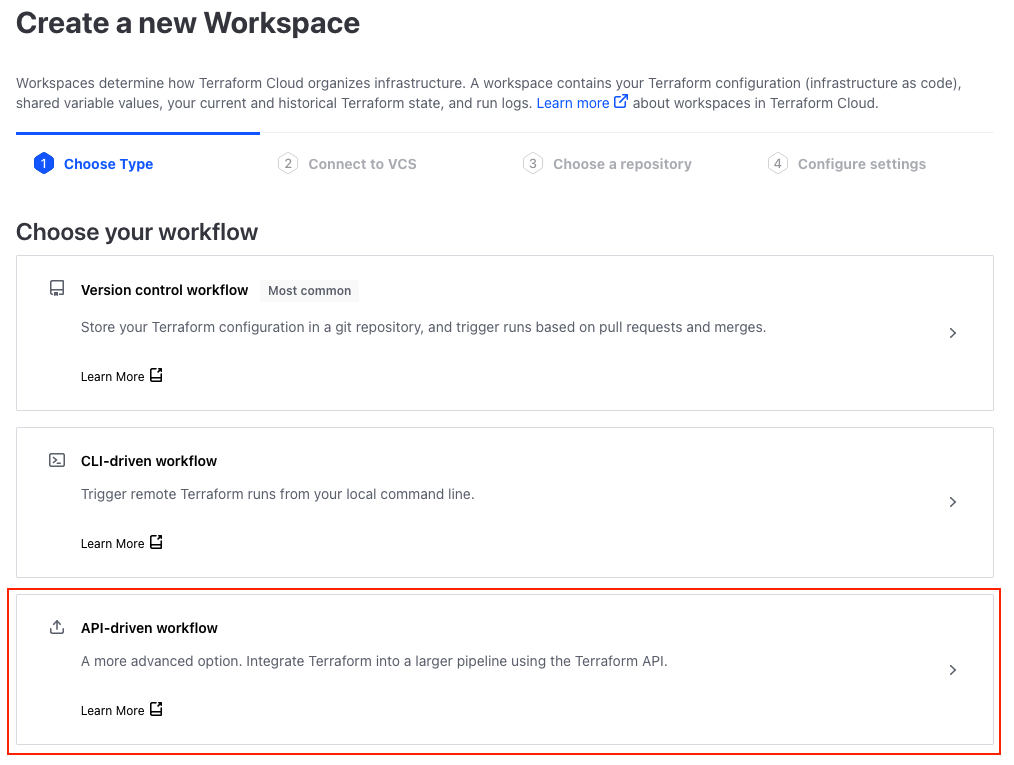 Create a new Workspace
Workspaces determine how Terraform Cloud organizes infrastructure. A workspace contains your Terraform configuration (infrastructure as code),
shared variable values, your current and historical Terraform state, and run logs. Learn more about workspaces in Terraform Cloud.
1 Choose Type
2 Connect to VCS
3 Choose a repository
4 Configure settings
Choose your workflow
Version control workflow Most common
Store your Terraform configuration in a git repository, and trigger runs based on pull requests and merges.
Learn More
CLI-driven workflow
Trigger remote Terraform runs from your local command line.
Learn More
API-driven workflow
A more advanced option. Integrate Terraform into a larger pipeline using the Terraform API.
Learn More